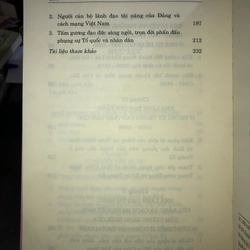 2. Người cán bộ lãnh đạo tài năng của Đảng và
cách mạng Việt Nam 187
3. Tấm gương đạo đức sáng ngời, trọn đời phấn đấu
phụng sự Tổ quốc và nhân dân 213
Tài liệu tham khảo 232